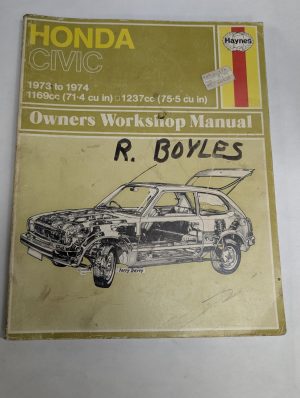 HONDA
CIVIC
Haynes
1973 to 1974
1169cc (71·4 cu in) □ 1237cc (75·5 cu in)
Owners Workshop Manual
R. BOYLES
Terry Davey